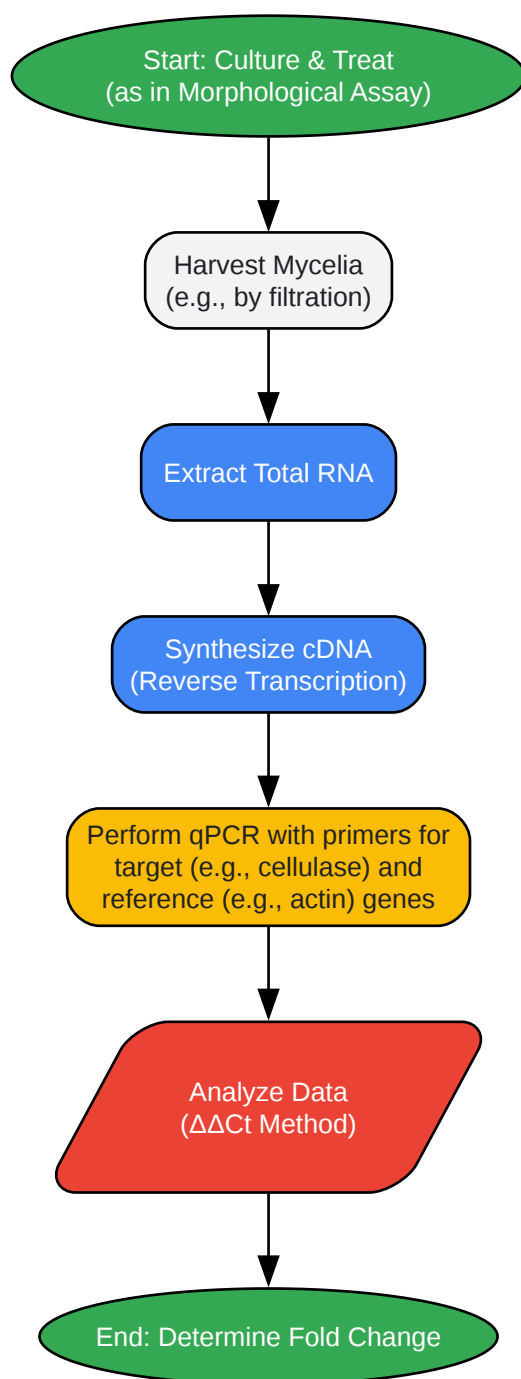 Start: Culture & Treat
(as in Morphological Assay)
Harvest Mycelia
(e.g., by filtration)
Extract Total RNA
Synthesize cDNA
(Reverse Transcription)
Perform qPCR with primers for
target (e.g., cellulase) and
reference (e.g., actin) genes
Analyze Data
(ΔΔCt Method)
End: Determine Fold Change